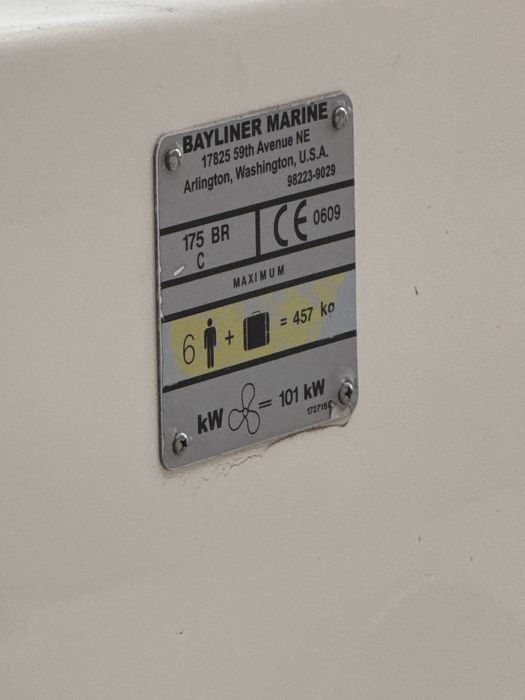 BAYLINER MARINE
17825 59th Avenue NE
Arlington, Washington, U.S.A.
98223-9029
175 BR
C
CE 0609
MAXIMUM
6 + = 457 kg
kW = 101 kW